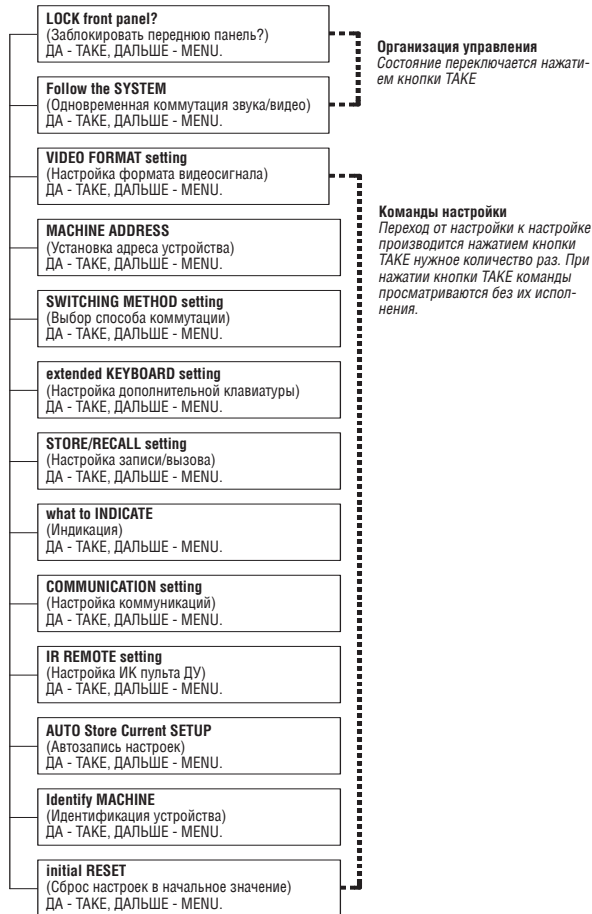 LOCK front panel?
(Заблокировать переднюю панель?)
ДА - TAKE, ДАЛЬШЕ - MENU.
Организация управления
Состояние переключается нажати-
ем кнопки TAKE
Follow the SYSTEM
(Одновременная коммутация звука/видео)
ДА - TAKE, ДАЛЬШЕ - MENU.
VIDEO FORMAT setting
(Настройка формата видеосигнала)
ДА - TAKE, ДАЛЬШЕ - MENU.
Команды настройки
Переход от настройки к настройке
производится нажатием кнопки
TAKE нужное количество раз. При
нажатии кнопки TAKE команды
просматриваются без их испол-
нения.
MACHINE ADDRESS
(Установка адреса устройства)
ДА - TAKE, ДАЛЬШЕ - MENU.
SWITCHING METHOD setting
(Выбор способа коммутации)
ДА - TAKE, ДАЛЬШЕ - MENU.
extended KEYBOARD setting
(Настройка дополнительной клавиатуры)
ДА - TAKE, ДАЛЬШЕ - MENU.
STORE/RECALL setting
(Настройка записи/вызова)
ДА - TAKE, ДАЛЬШЕ - MENU.
what to INDICATE
(Индикация)
ДА - TAKE, ДАЛЬШЕ - MENU.
COMMUNICATION setting
(Настройка коммуникаций)
ДА - TAKE, ДАЛЬШЕ - MENU.
IR REMOTE setting
(Настройка ИК пульта ДУ)
ДА - TAKE, ДАЛЬШЕ - MENU.
AUTO Store Current SETUP
(Автозапись настроек)
ДА - TAKE, ДАЛЬШЕ - MENU.
Identify MACHINE
(Идентификация устройства)
ДА - TAKE, ДАЛЬШЕ - MENU.
initial RESET
(Сброс настроек в начальное значение)
ДА - TAKE, ДАЛЬШЕ - MENU.